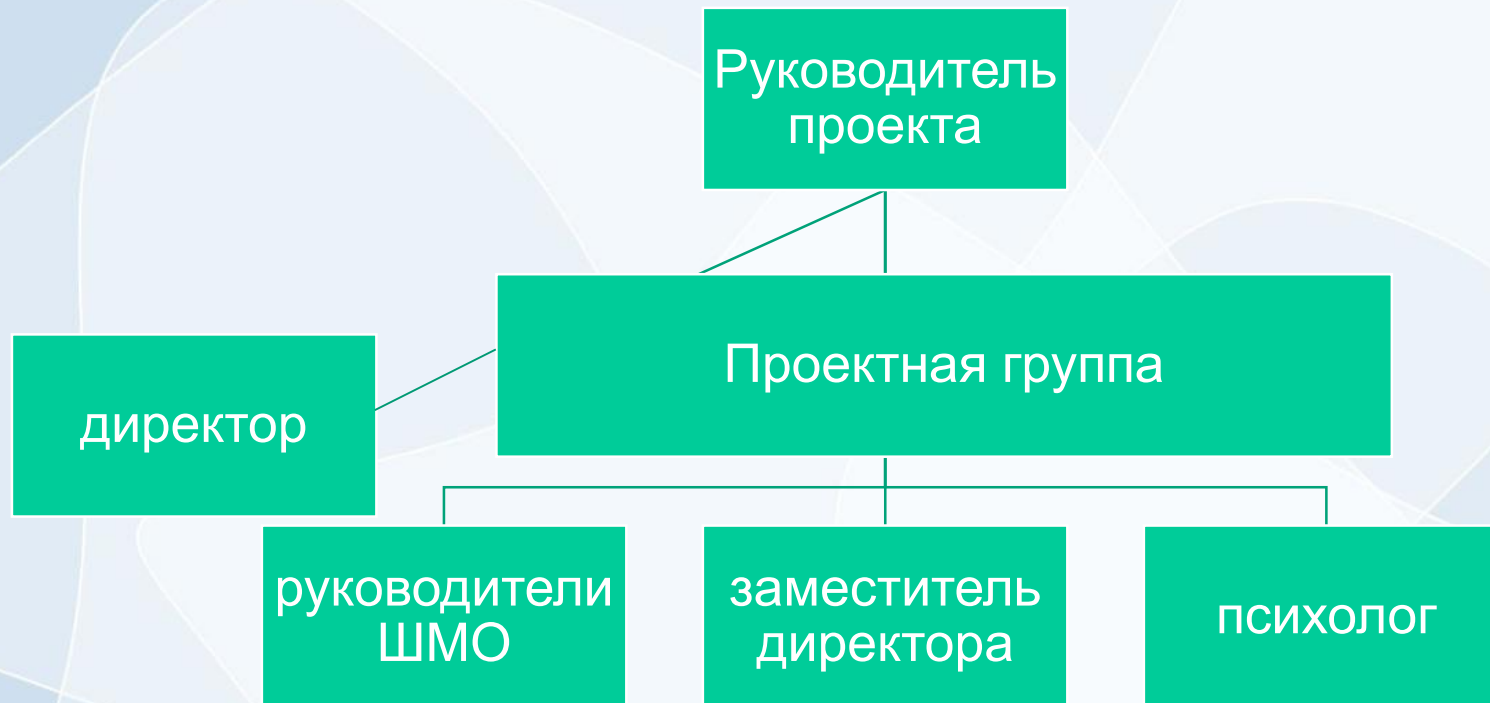 Руководитель
проекта
Проектная группа
директор
руководители
ШМО
заместитель
директора
психолог